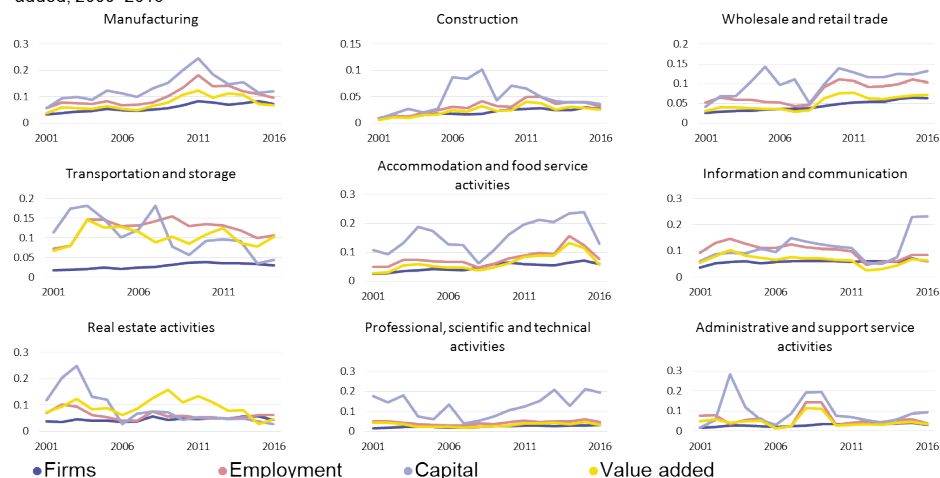 Manufacturing
Construction
Wholesale and retail trade
0.3
0.2
0.1
0
2001 2006 2011 2016
0.15
0.1
0.05
0
2001 2006 2011 2016
0.2
0.15
0.1
0.05
0
2001 2006 2011 2016
Transportation and storage
Accommodation and food service
activities
Information and communication
0.2
0.15
0.1
0.05
0
2001 2006 2011
0.3
0.2
0.1
0
2001 2006 2011 2016
0.3
0.2
0.1
0
2001 2006 2011 2016
Real estate activities
Professional, scientific and technical
activities
Administrative and support service
activities
0.3
0.2
0.1
0
2001 2006 2011 2016
0.4
0.3
0.2
0.1
0
2001 2006 2011 2016
0.4
0.3
0.2
0.1
0
2001 2006 2011 2016
Firms Employment Capital Value added